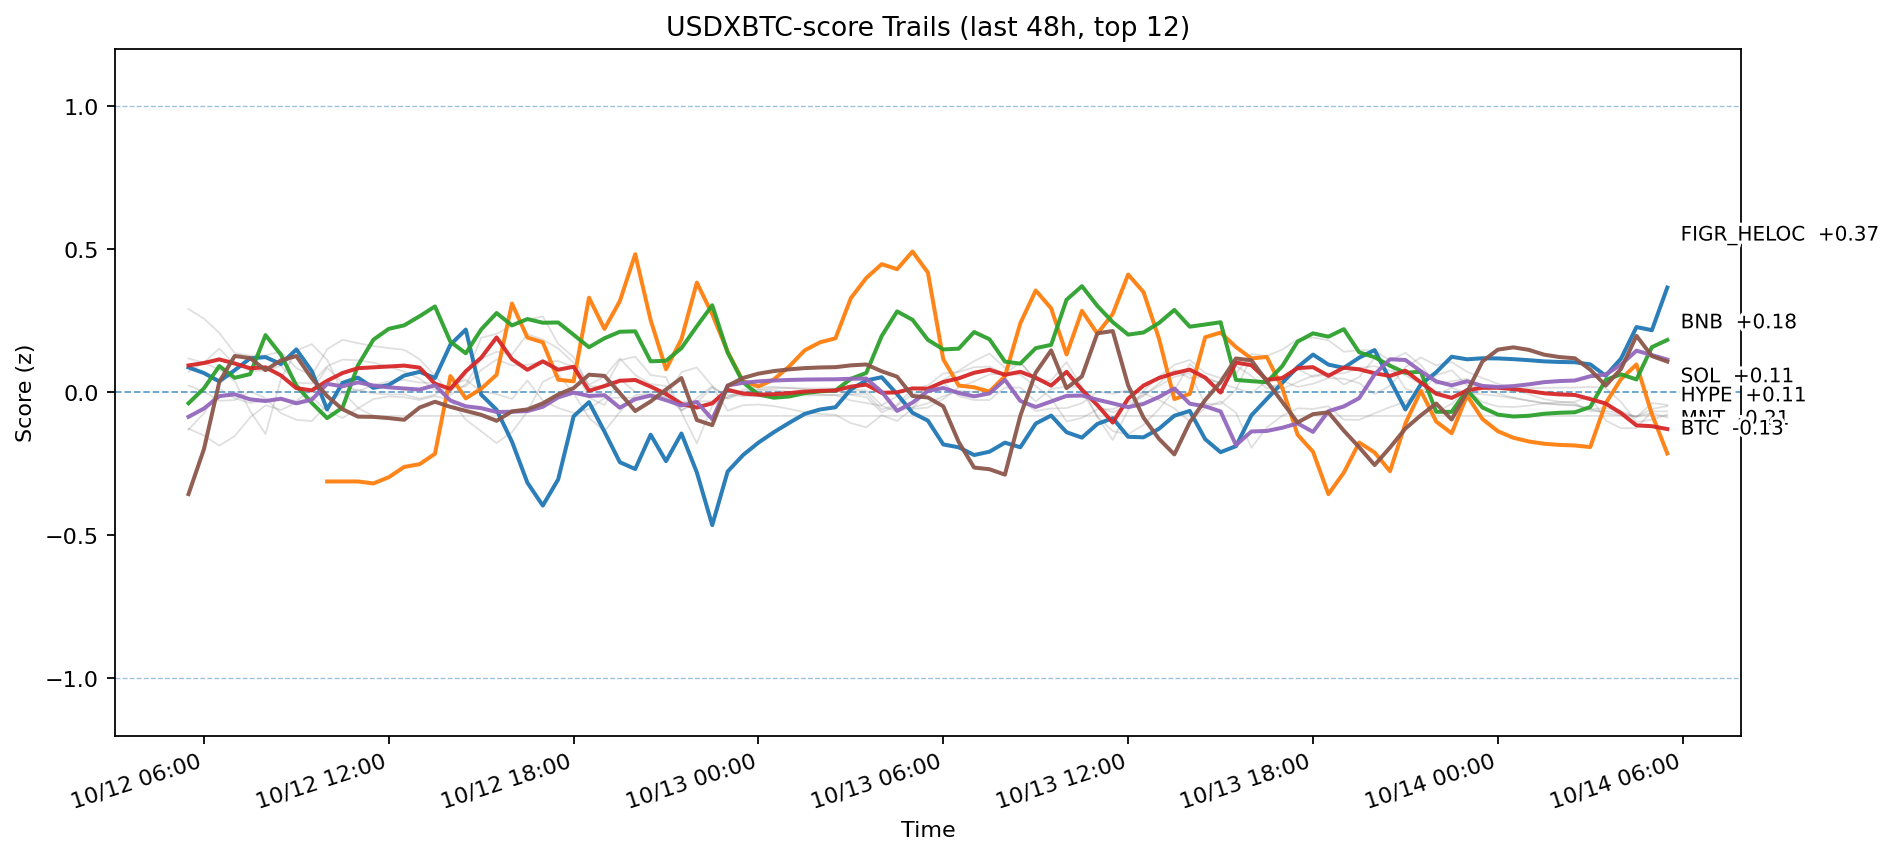 USDXBTC-score Trails (last 48h, top 12)
1.0
0.5
0.0
−0.5
−1.0
Score (z)
FIGR_HELOC +0.37
BNB +0.18
SOL +0.11
HYPE +0.11
MNT -0.21
BTC -0.13
10/12 06:00
10/12 12:00
10/12 18:00
10/13 00:00
10/13 06:00
10/13 12:00
10/13 18:00
10/14 00:00
10/14 06:00
Time